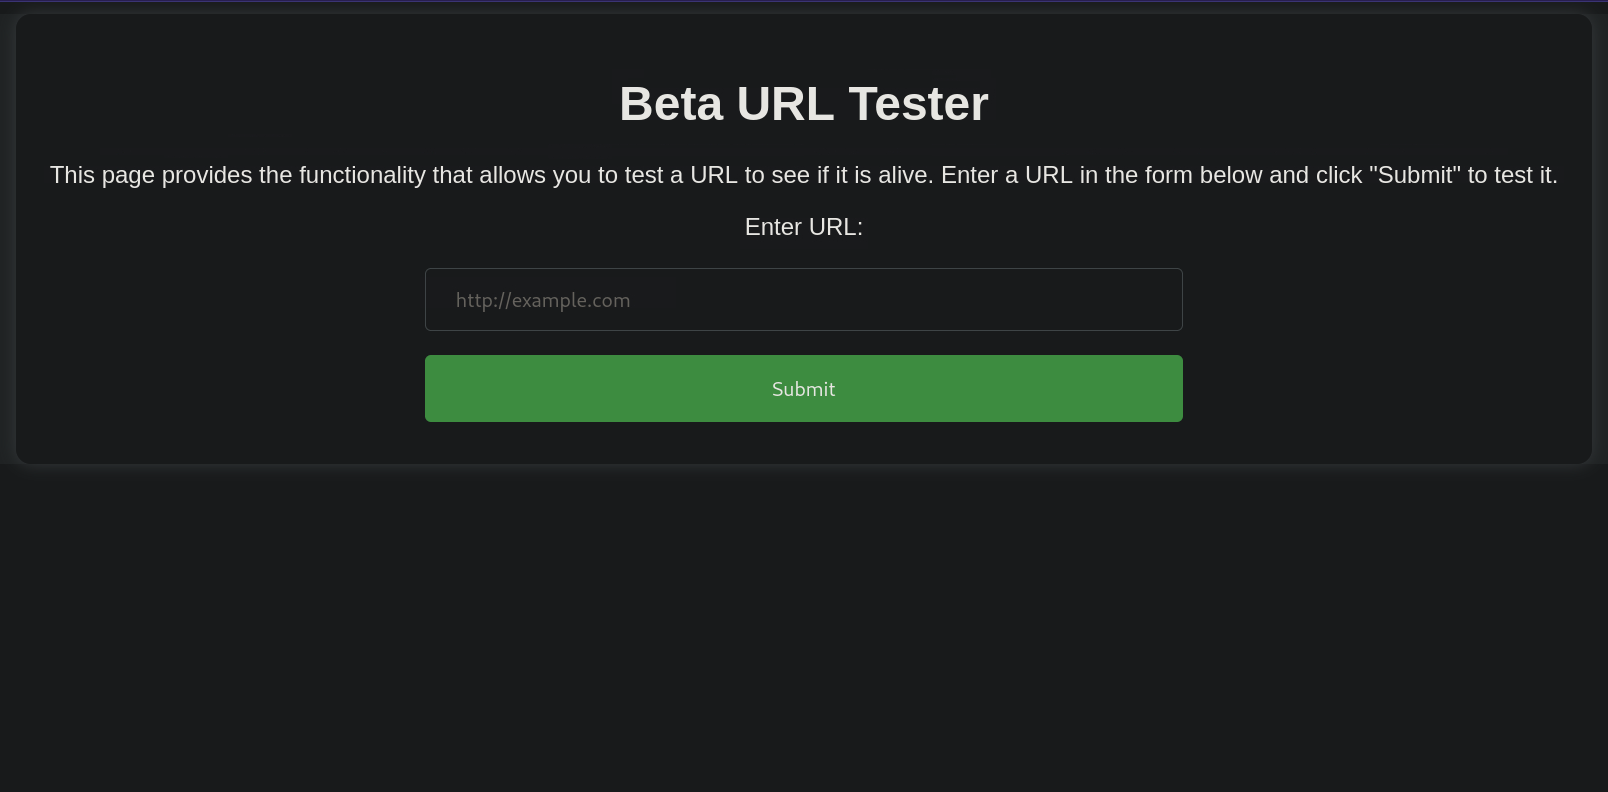 Beta URL Tester
This page provides the functionality that allows you to test a URL to see if it is alive. Enter a URL in the form below and click "Submit" to test it.
Enter URL:
http://example.com
Submit